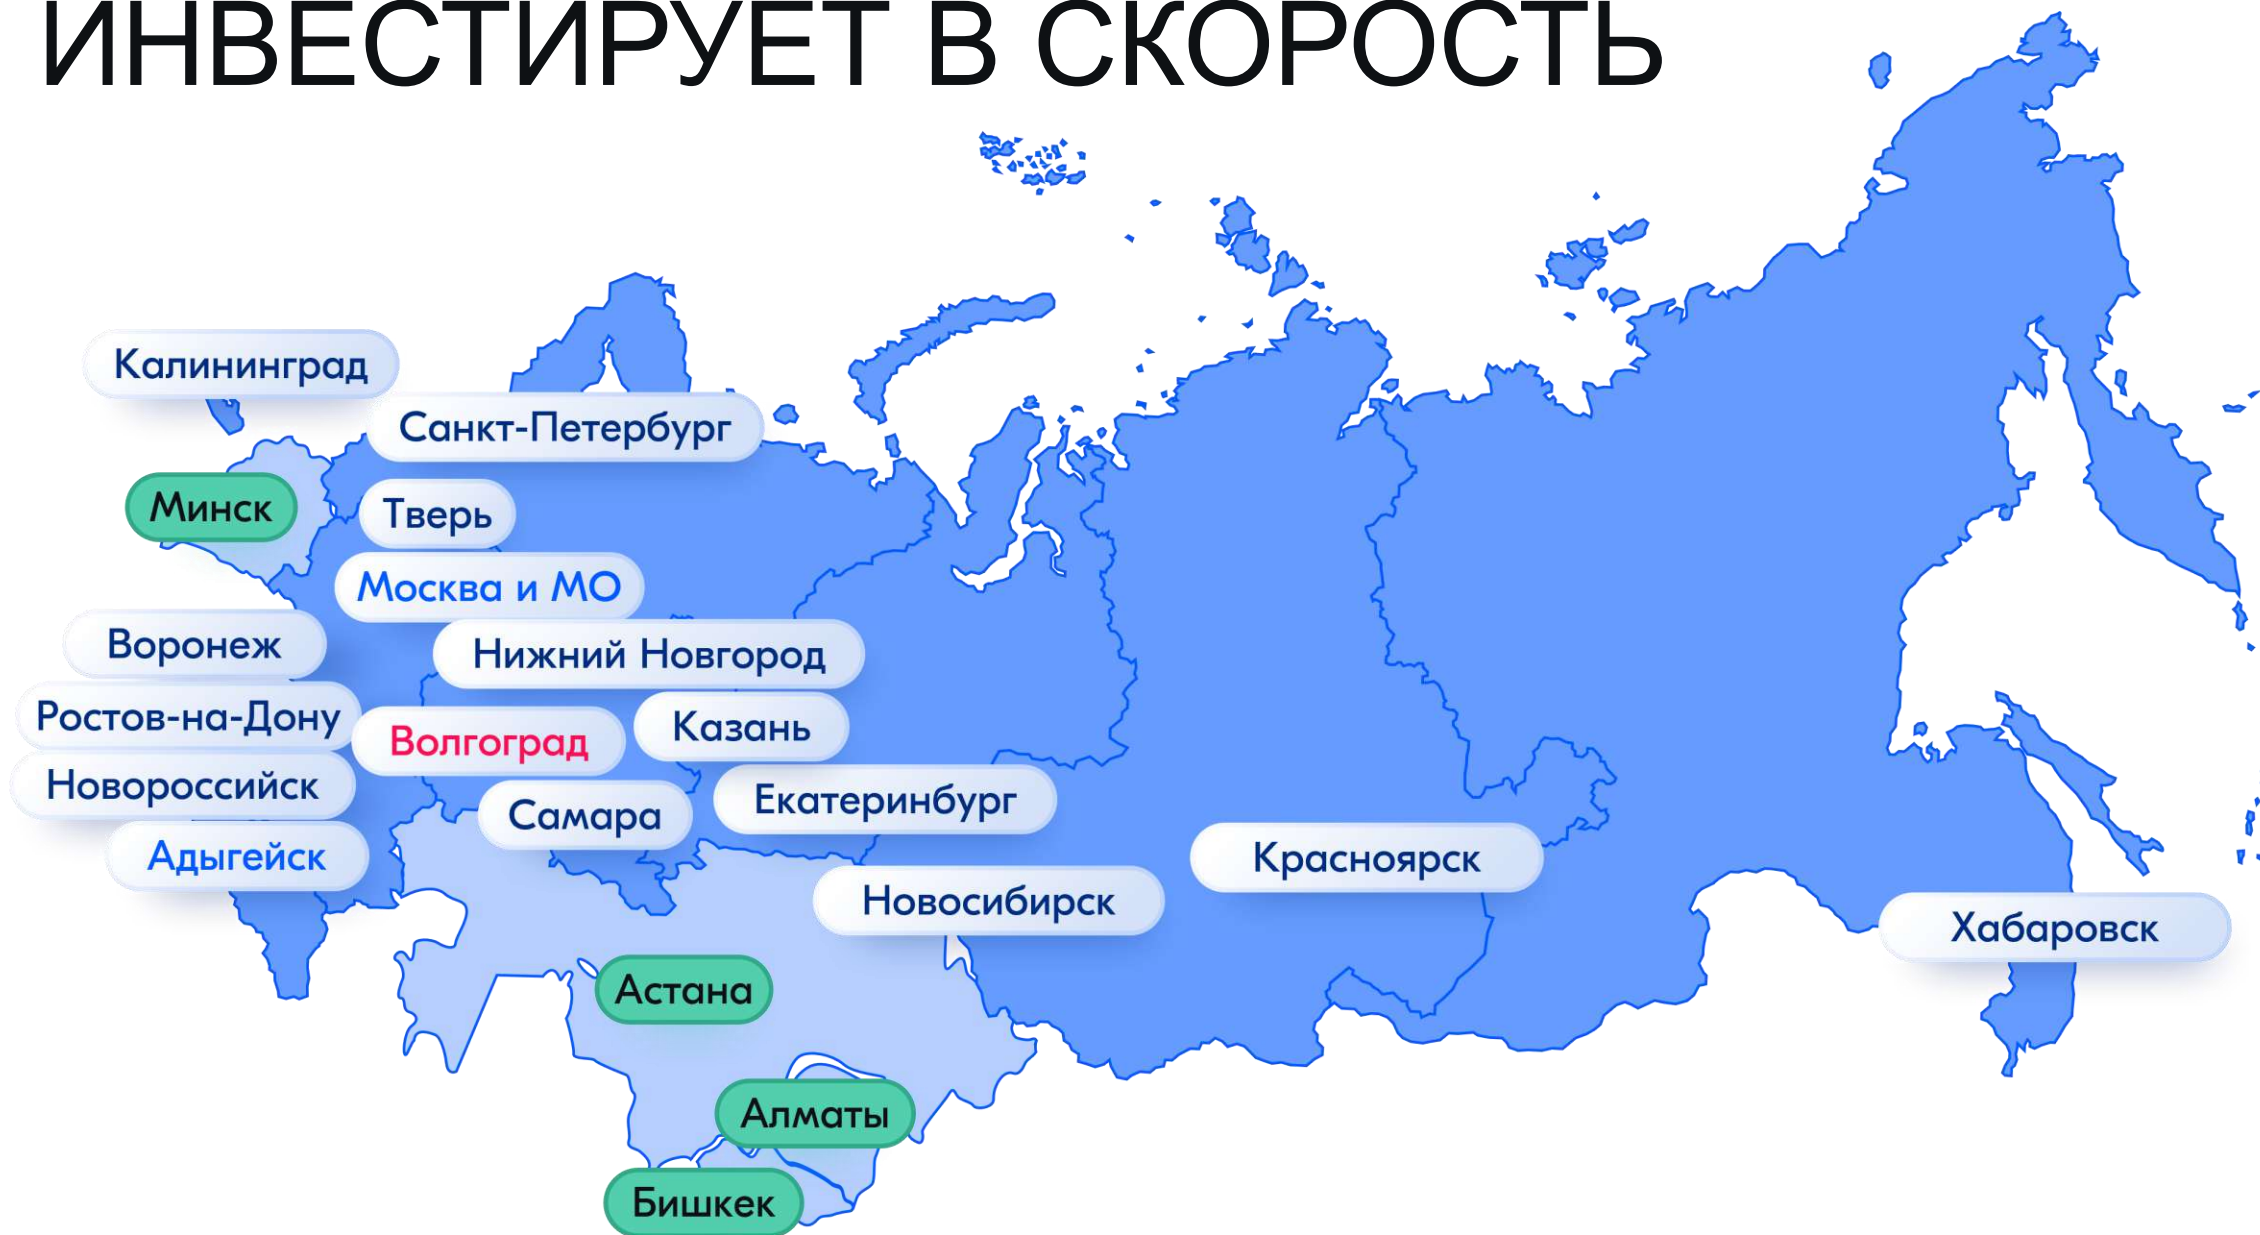 ИНВЕСТИРУЕТ В СКОРОСТЬ
Калининград
Санкт-Петербург
Минск
Тверь
Москва и МО
Воронеж
Нижний Новгород
Ростов-на-Дону
Волгоград
Казань
Новороссийск
Самара
Екатеринбург
Адыгейск
Красноярск
Новосибирск
Хабаровск
Астана
Алматы
Бишкек